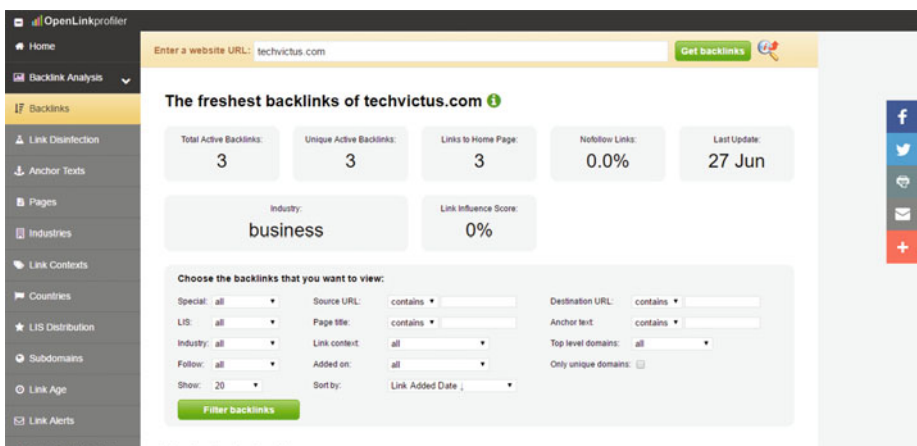 OpenLinkprofiler
Home
Enter a website URL: techvictus.com Get backlinks
Backlink Analysis
Backlinks
The freshest backlinks of techvictus.com
Link Disinfection
Total Active Backlinks: Unique Active Backlinks: Links to Home Page: Nofollow Links: Last Update:
3 3 3 0.0% 27 Jun
Anchor Texts
Pages
Industry: Link Influence Score:
business 0%
Industries
Link Contexts
Choose the backlinks that you want to view:
Countries
Special: all Source URL: contains Destination URL: contains
LIS: all Page title: contains Anchor text: contains
LIS Distribution
Industry: all Link context: all Top level domains: all
Subdomains
Follow: all Added on: all Only unique domains:
Show: 20 Sort by: Link Added Date ↓
Link Age
Filter backlinks
Link Alerts